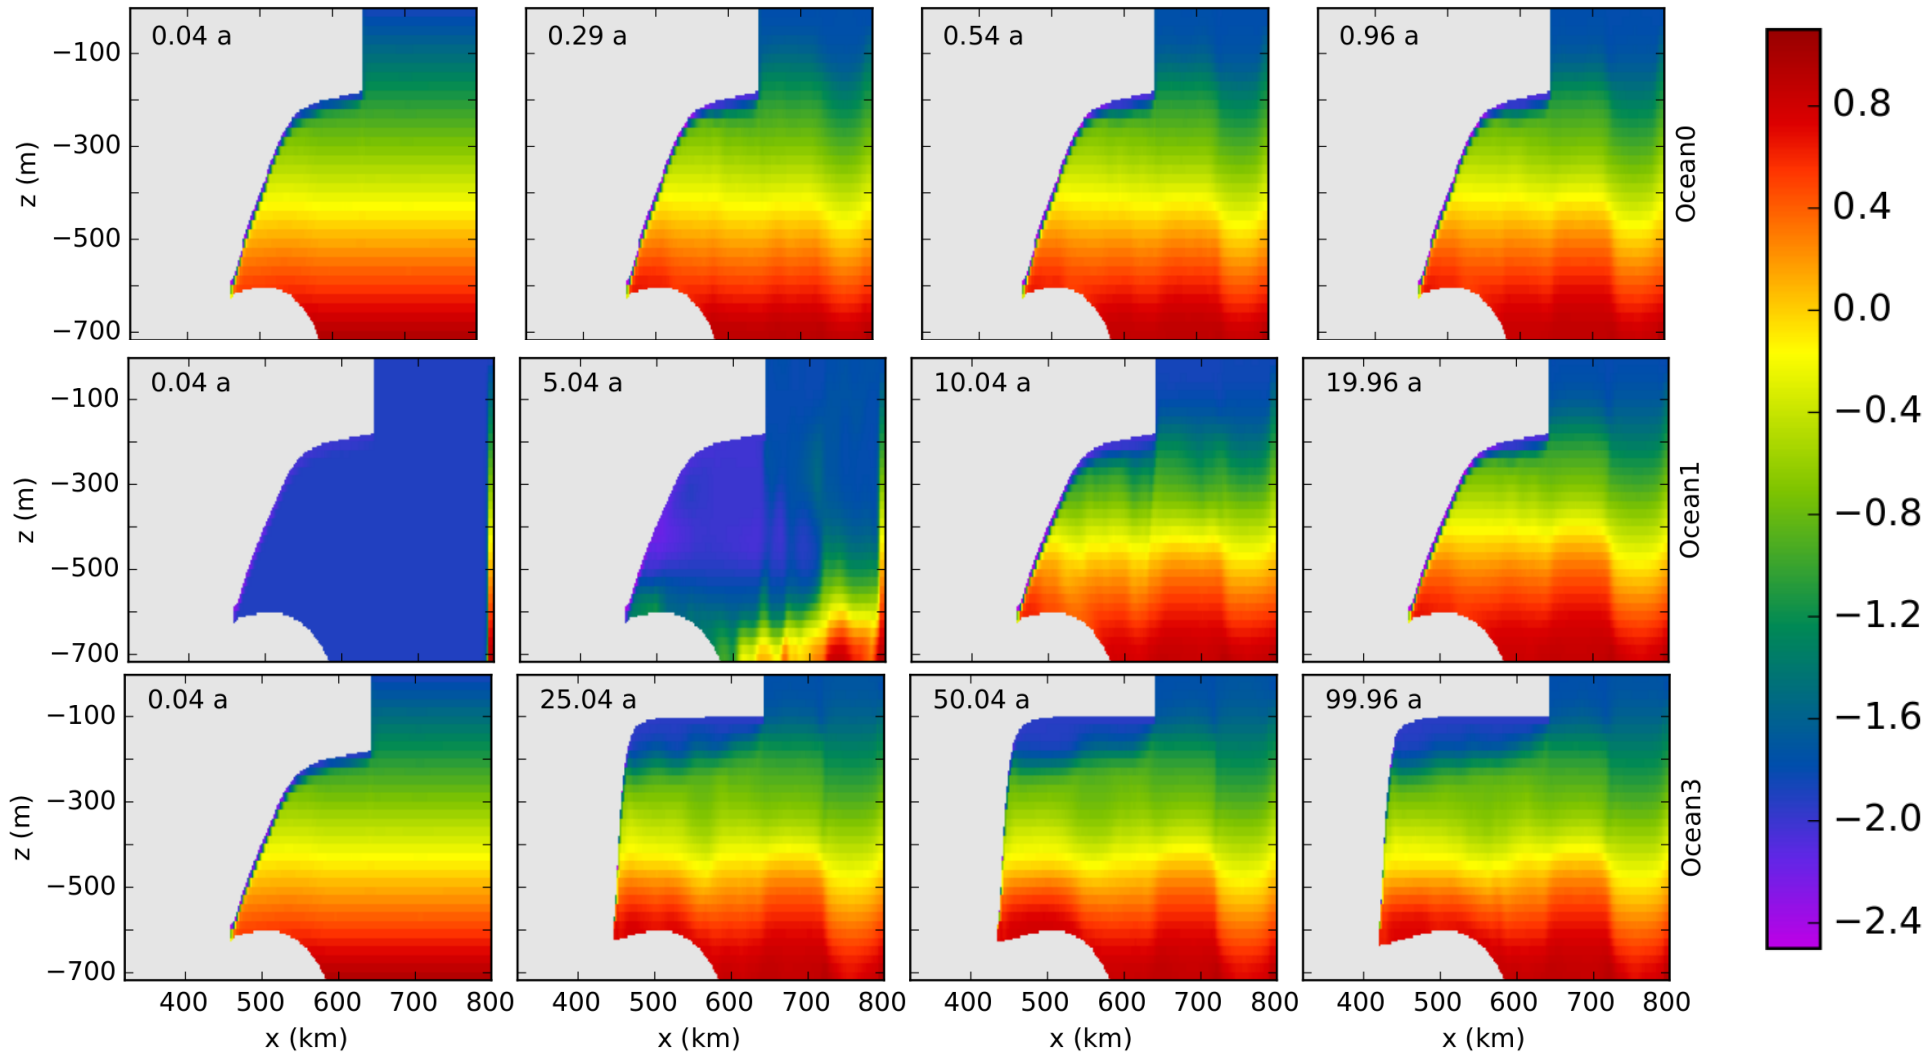 0.04 a
0.29 a
0.54 a
0.96 a
−100
−300
−500
−700
z (m)
Ocean0
0.04 a
5.04 a
10.04 a
19.96 a
−100
−300
−500
−700
z (m)
Ocean1
0.04 a
25.04 a
50.04 a
99.96 a
−100
−300
−500
−700
z (m)
Ocean3
400 500 600 700 400 500 600 700 800 400 500 600 700 800 400 500 600 700 800
x (km) x (km) x (km) x (km)
0.8
0.4
0.0
−0.4
−0.8
−1.2
−1.6
−2.0
−2.4